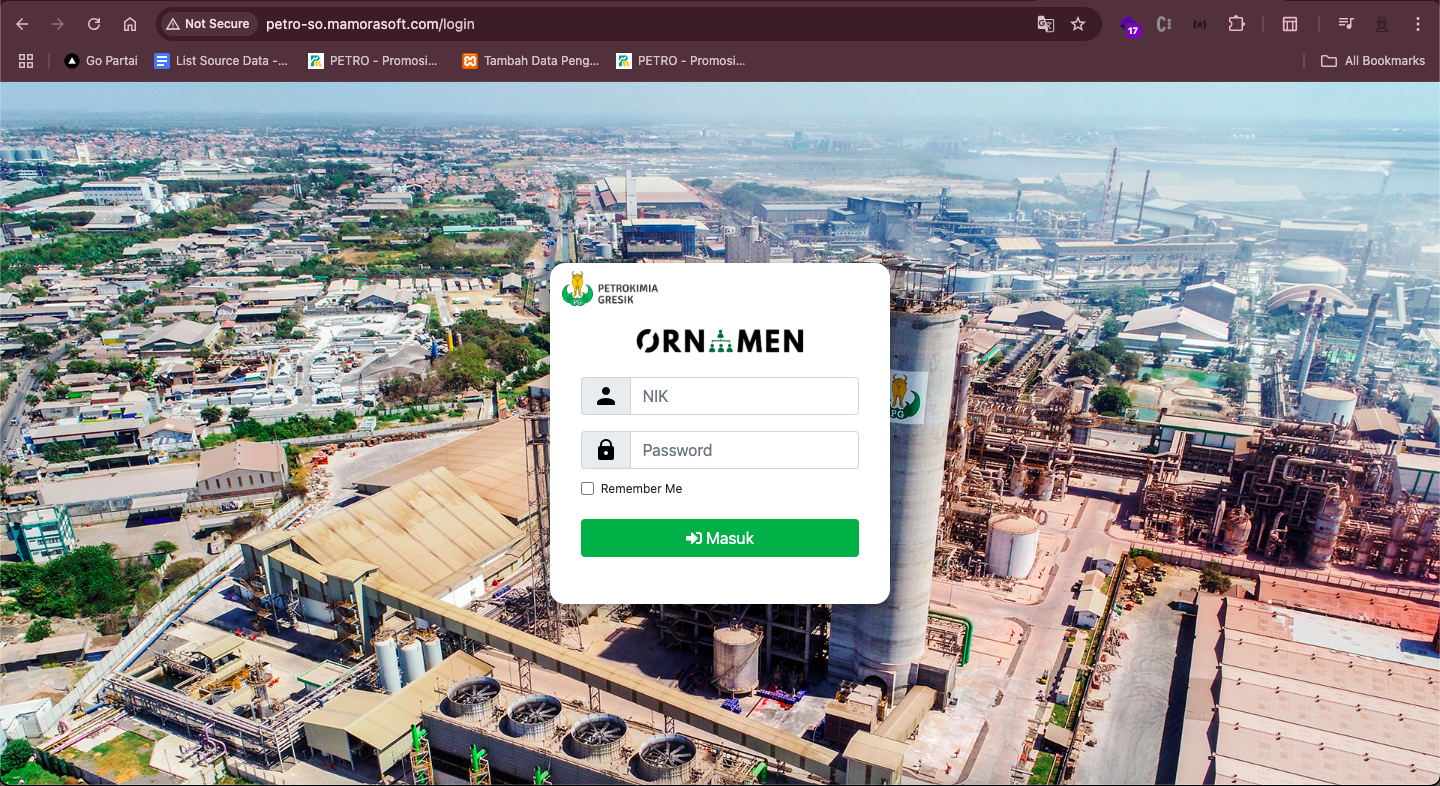 Not Secure petro-so.mamorasoft.com/login
17
Go Partai List Source Data -... PETRO - Promosi... Tambah Data Peng... PETRO - Promosi... All Bookmarks
PETROKIMIA
GRESIK
PG
ORNAMEN
NIK
PG
Password
Remember Me
Masuk